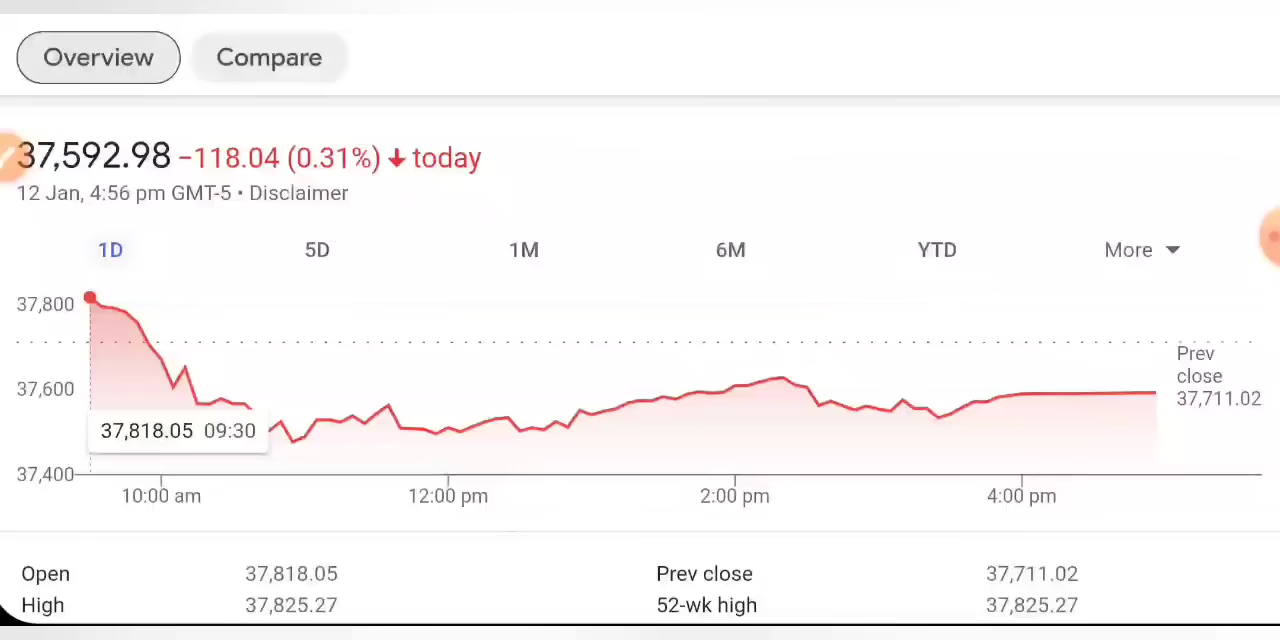 Overview Compare
37,592.98 −118.04 (0.31%) ↓ today
12 Jan, 4:56 pm GMT-5 • Disclaimer
1D 5D 1M 6M YTD More
37,800
Prev
close
37,711.02
37,600
37,818.05 09:30
37,400
10:00 am 12:00 pm 2:00 pm 4:00 pm
Open 37,818.05 Prev close 37,711.02
High 37,825.27 52-wk high 37,825.27